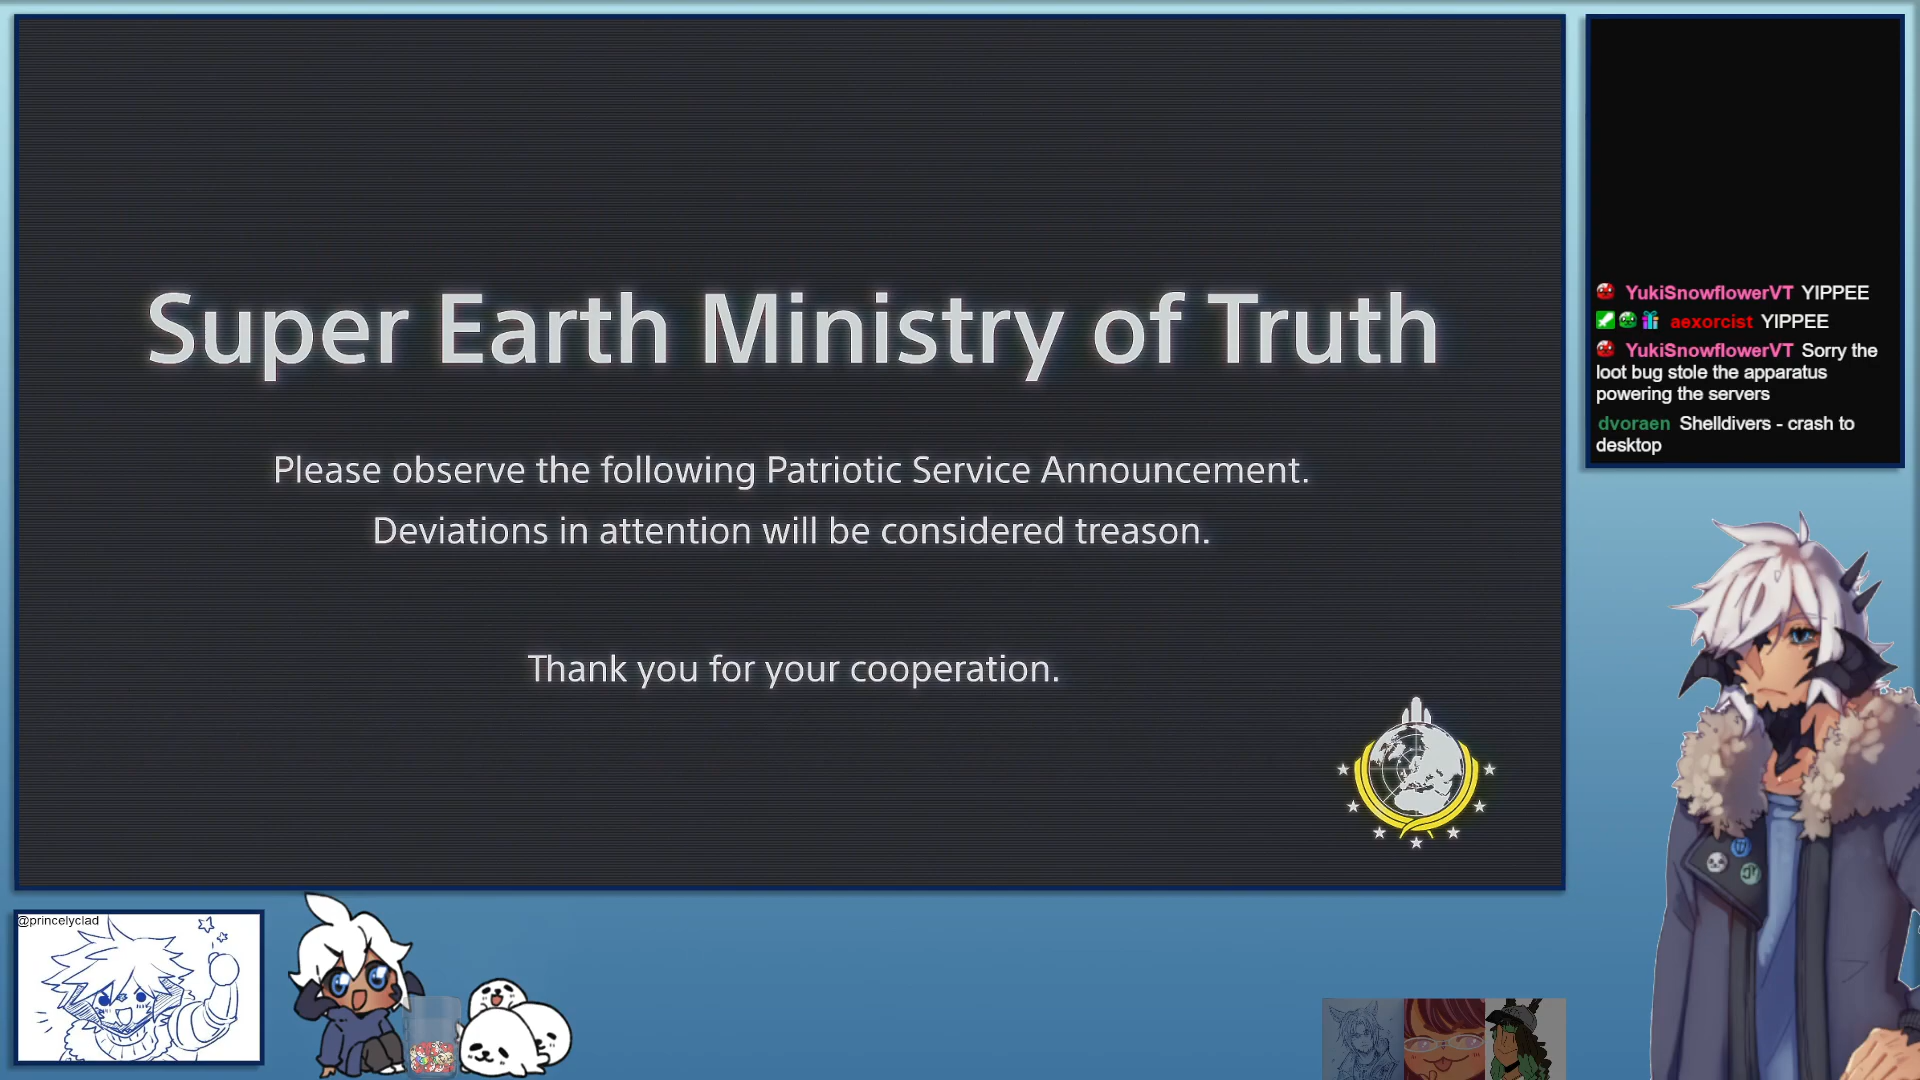 Super Earth Ministry of Truth
Please observe the following Patriotic Service Announcement.
Deviations in attention will be considered treason.
Thank you for your cooperation.
YukiSnowflowerVT YIPPEE
aexorcist YIPPEE
YukiSnowflowerVT Sorry the
loot bug stole the apparatus
powering the servers
dvoraen Shelldivers - crash to
desktop
@princelyclad